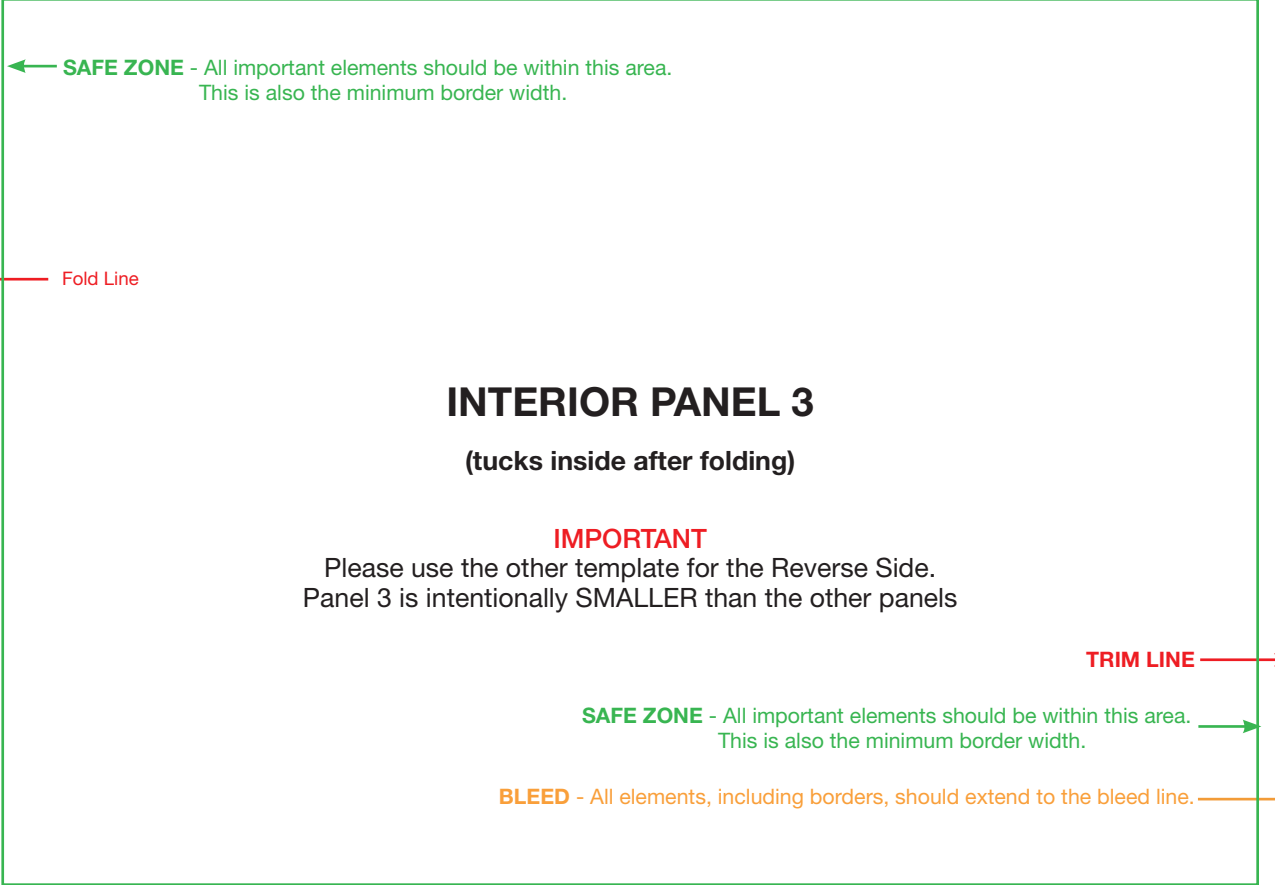 SAFE ZONE - All important elements should be within this area.
This is also the minimum border width.
Fold Line
INTERIOR PANEL 3
(tucks inside after folding)
IMPORTANT
Please use the other template for the Reverse Side.
Panel 3 is intentionally SMALLER than the other panels
TRIM LINE
SAFE ZONE - All important elements should be within this area.
This is also the minimum border width.
BLEED - All elements, including borders, should extend to the bleed line.